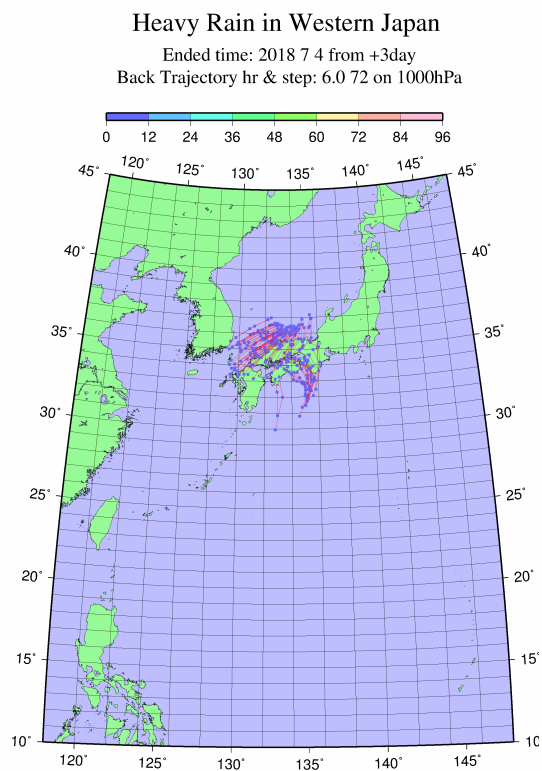 Heavy Rain in Western Japan
Ended time: 2018 7 4 from +3day
Back Trajectory hr & step: 6.0 72 on 1000hPa
0 12 24 36 48 60 72 84 96
120˚ 125˚ 130˚ 135˚ 140˚ 145˚
45˚ 45˚
40˚ 40˚
35˚ 35˚
30˚ 30˚
25˚ 25˚
20˚ 20˚
15˚ 15˚
10˚ 10˚
120˚ 125˚ 130˚ 135˚ 140˚ 145˚